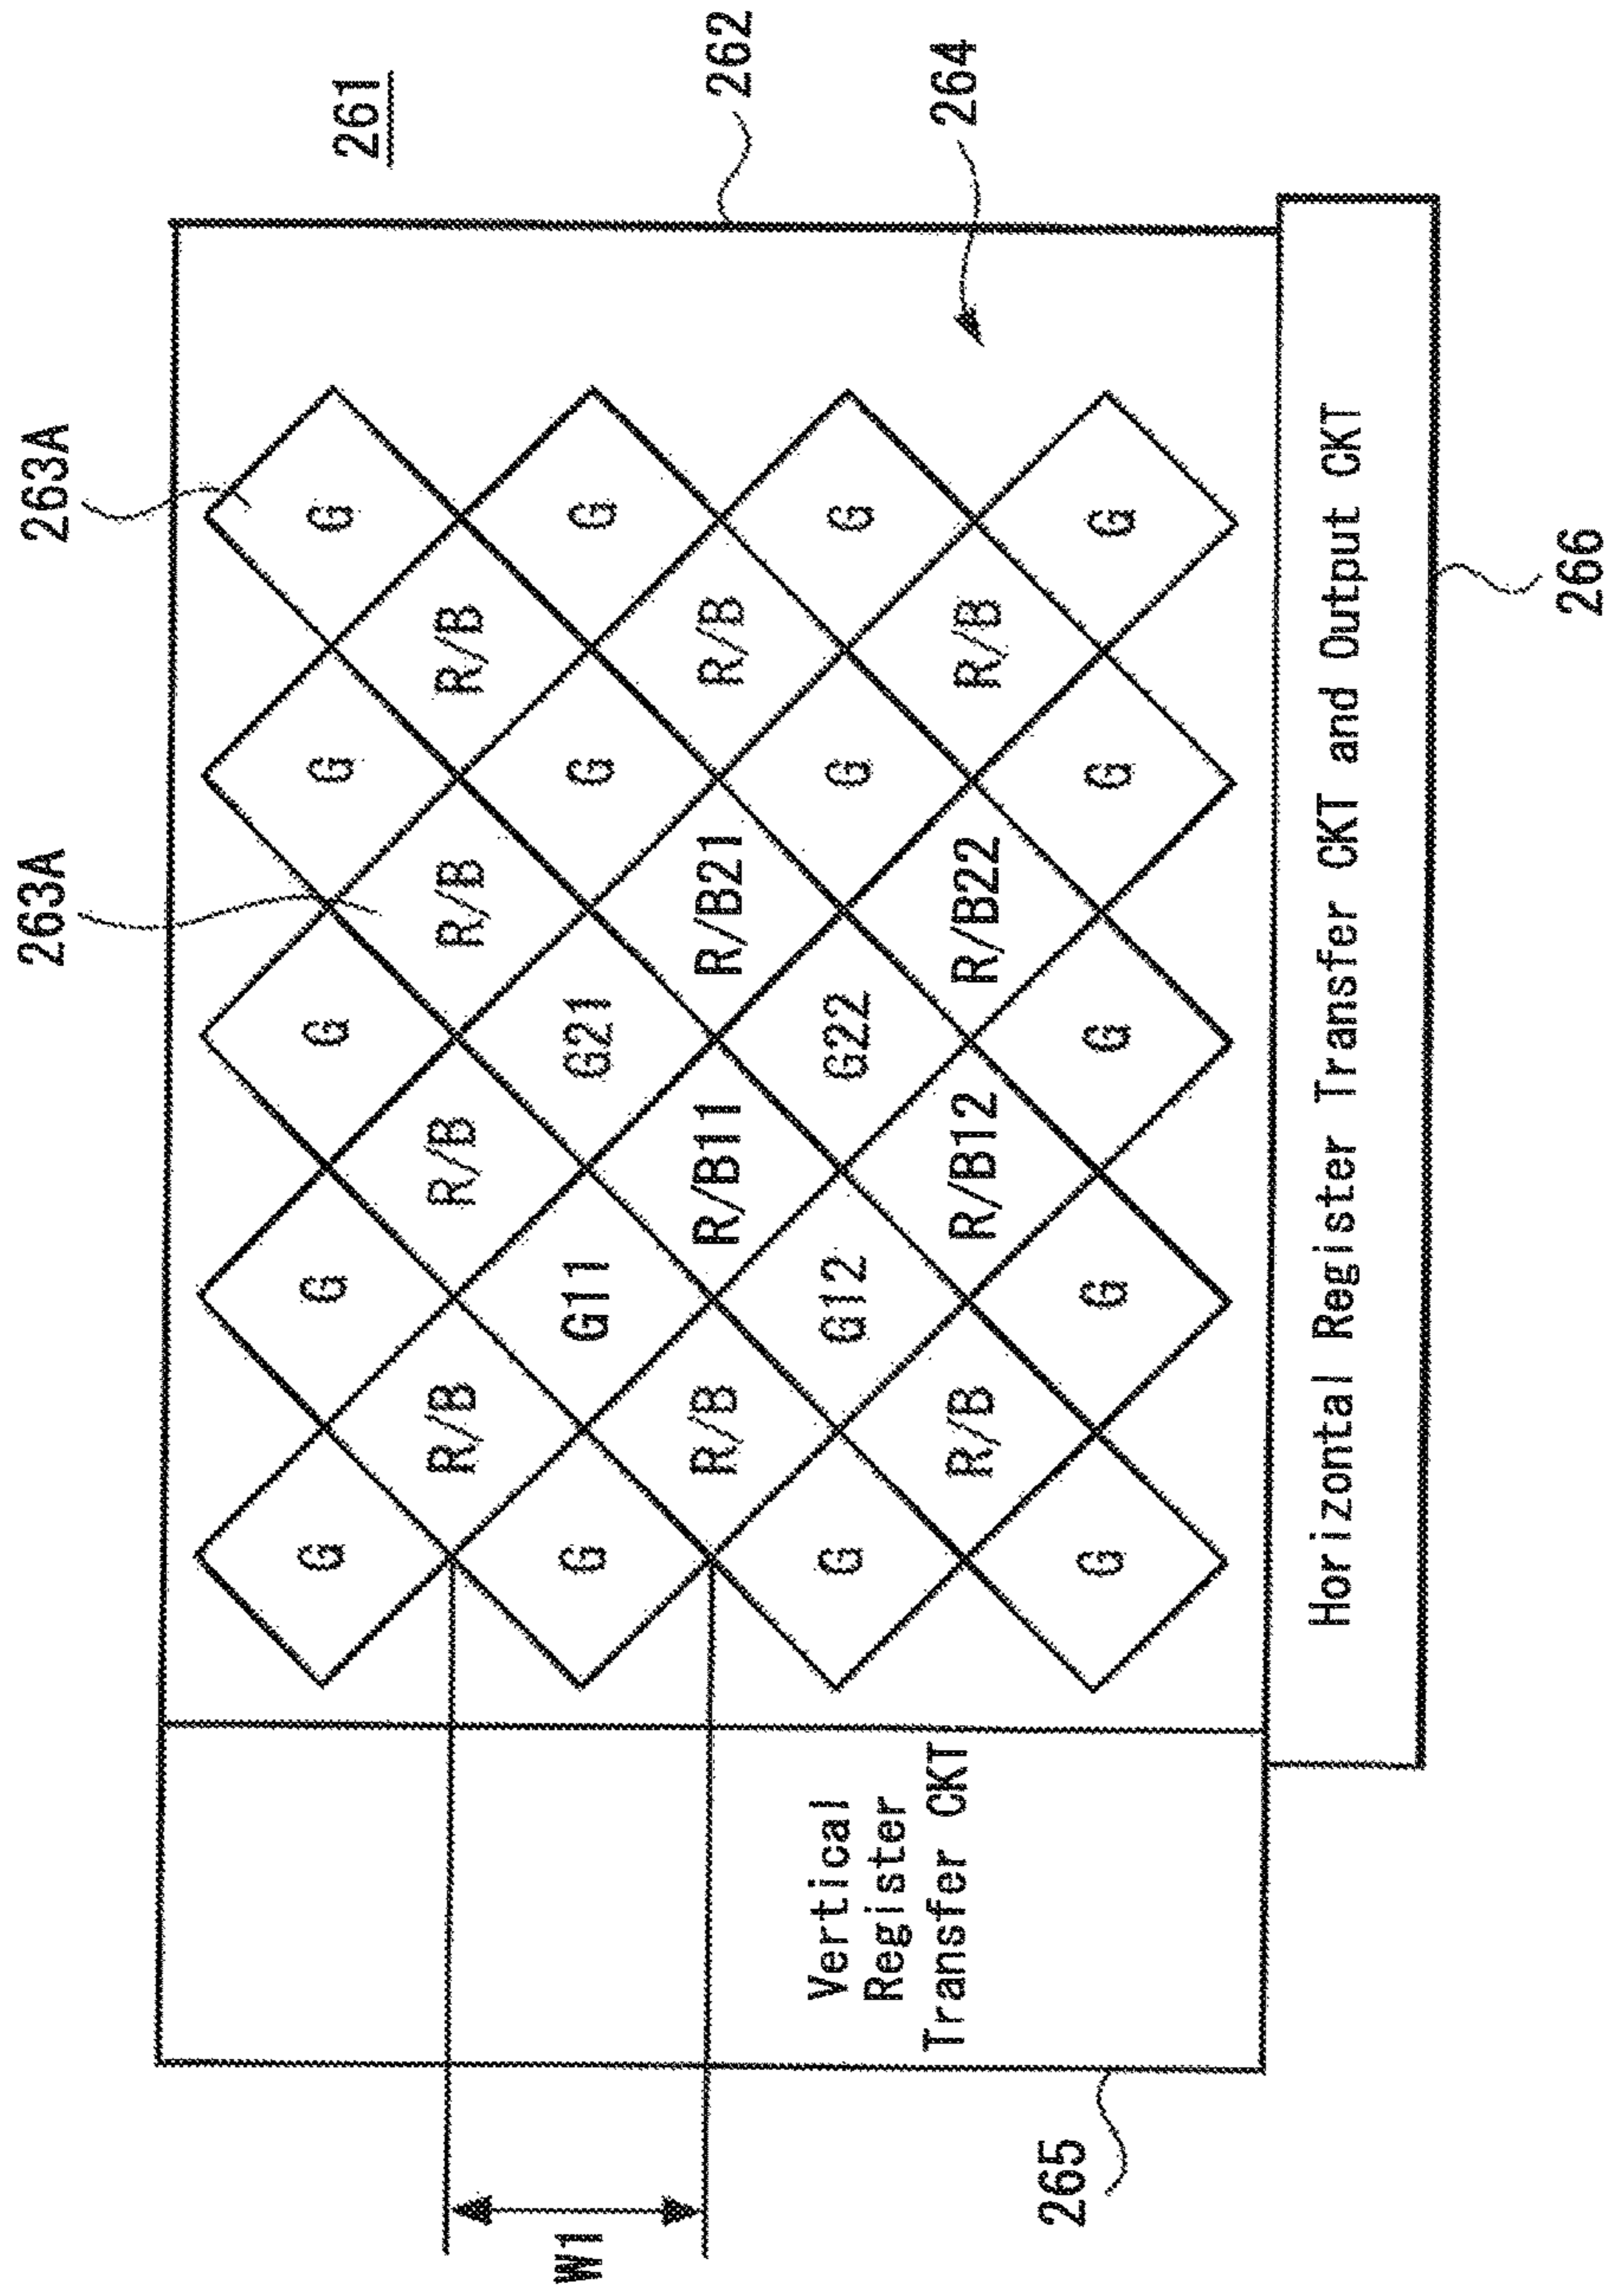 263A 263A
261
G G G G G
R/B R/B R/B R/B
W1
G G11 G21 G G
262
R/B R/B11 R/B21 R/B
Vertical
Register
Transfer CKT
G G12 G22 G G
264
R/B R/B12 R/B22 R/B
265
G G G G G
Horizontal Register Transfer CKT and Output CKT
266